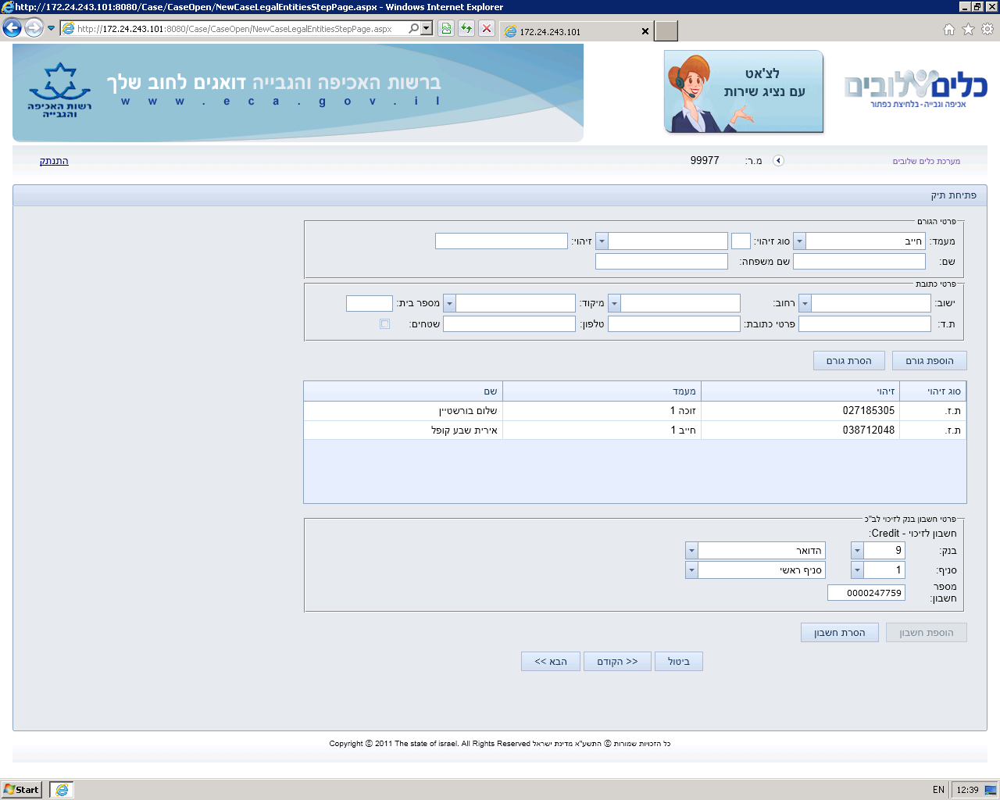 http://172.24.243.101:8080/Case/CaseOpen/NewCaseLegalEntitiesStepPage.aspx - Windows Internet Explorer
http://172.24.243.101:8080/Case/CaseOpen/NewCaseLegalEntitiesStepPage.aspx
172.24.243.101
כלים שלובים
אכיפה וגבייה - בלחיצת כפתור
לצ'אט
עם נציג שירות
ברשות האכיפה והגבייה דואגים לחוב שלך
www.eca.gov.il
רשות האכיפה
והגבייה
מערכת כלים שלובים
מ.ר: 99977
התנתק
פתיחת תיק
פרטי הגורם
מעמד: חייב סוג זיהוי: זיהוי:
שם: שם משפחה:
פרטי כתובת
ישוב: רחוב: מיקוד: מספר בית:
ת.ד: פרטי כתובת: טלפון: שטחים:
הוספת גורם הסרת גורם
סוג זיהוי זיהוי מעמד שם
ת.ז. 027185305 זוכה 1 שלום בורשטיין
ת.ז. 038712048 חייב 1 אירית שבע קופל
פרטי חשבון בנק לזיכוי לב"כ
חשבון לזיכוי - Credit:
בנק: 9 הדואר
סניף: 1 סניף ראשי
מספר
חשבון: 0000247759
הוספת חשבון הסרת חשבון
ביטול << הקודם הבא >>
כל הזכויות שמורות © התשע"א מדינת ישראל Copyright © 2011 The state of israel. All Rights Reserved
Start
EN 12:39